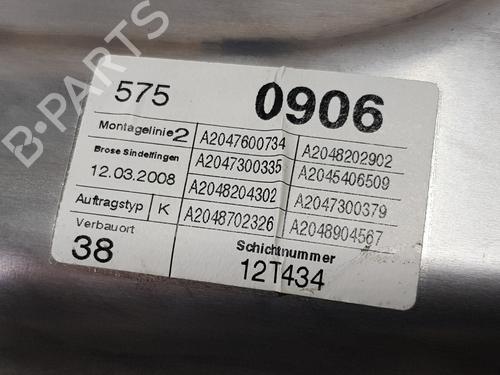 B-PARTS
575 0906
Montagelinie 2 A2047600734 A2048202902
Brose Sindelfingen A2047300335 A2045406509
12.03.2008 A2048204302 A2047300379
Auftragstyp K A2048702326 A2048904567
Verbauort Schichtnummer
38 12T434